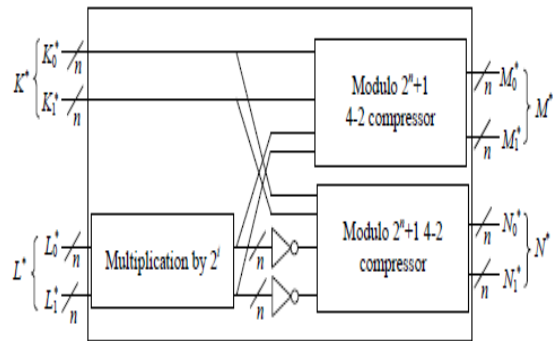 K*
K₀*
n
K₁*
n
Modulo 2ⁿ+1
4-2 compressor
M₀*
n
M₁*
n
M*
L*
L₀*
n
L₁*
n
Multiplication by 2ⁱ
n
n
Modulo 2ⁿ+1 4-2
compressor
N₀*
n
N₁*
n
N*